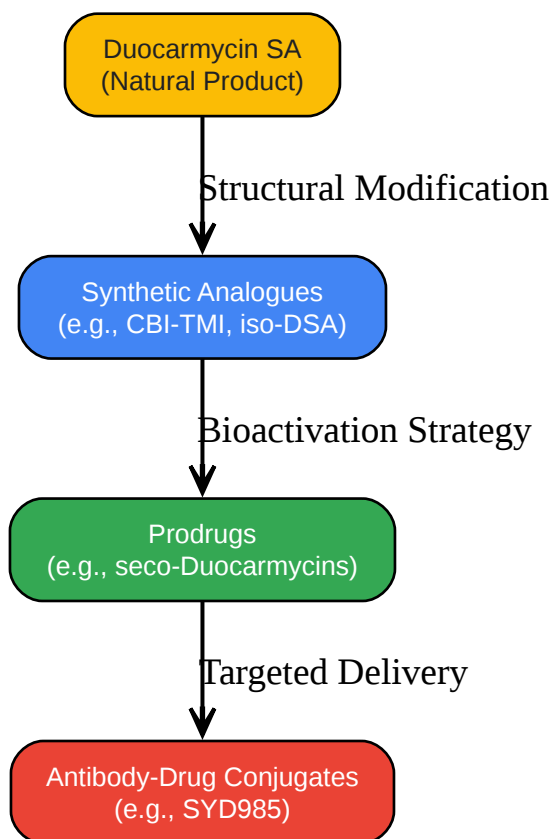 Duocarmycin SA
(Natural Product)
Structural Modification
Synthetic Analogues
(e.g., CBI-TMI, iso-DSA)
Bioactivation Strategy
Prodrugs
(e.g., seco-Duocarmycins)
Targeted Delivery
Antibody-Drug Conjugates
(e.g., SYD985)